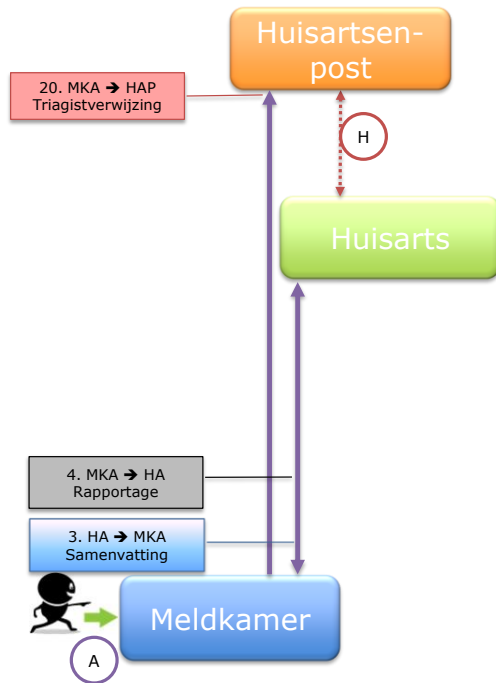 Huisartsen-
post
20. MKA ➔ HAP
Triagistverwijzing
H
Huisarts
4. MKA ➔ HA
Rapportage
3. HA ➔ MKA
Samenvatting
Meldkamer
A